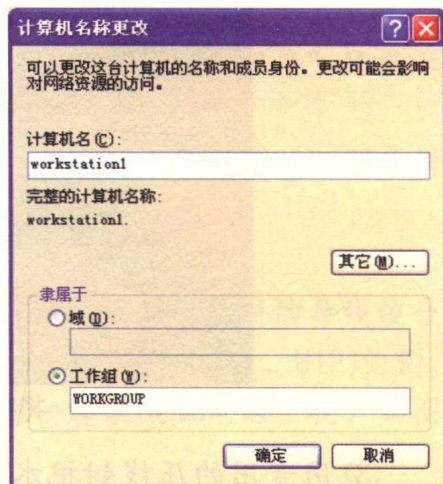 计算机名称更改
可以更改这台计算机的名称和成员身份。更改可能会影响
对网络资源的访问。
计算机名(C):
workstation1
完整的计算机名称:
workstation1.
其它(M)...
隶属于
域(D):
工作组(W):
WORKGROUP
确定 取消